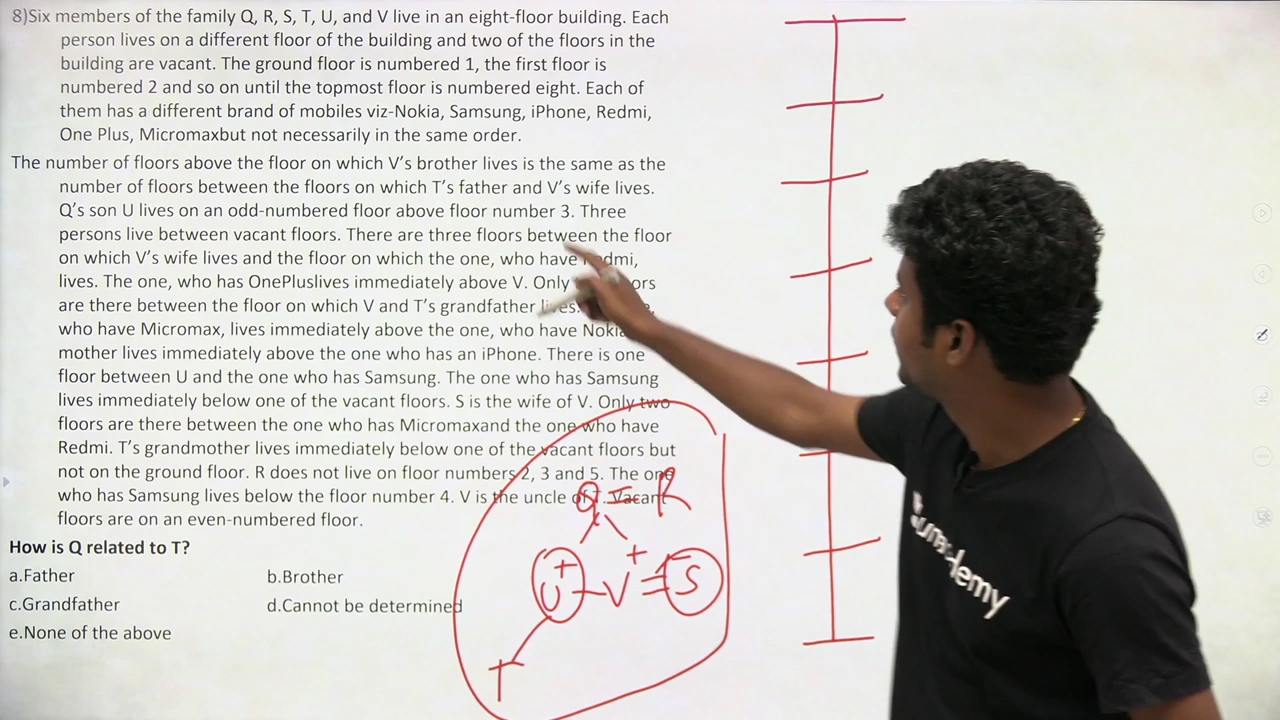 8)Six members of the family Q, R, S, T, U, and V live in an eight-floor building. Each
person lives on a different floor of the building and two of the floors in the
building are vacant. The ground floor is numbered 1, the first floor is
numbered 2 and so on until the topmost floor is numbered eight. Each of
them has a different brand of mobiles viz-Nokia, Samsung, iPhone, Redmi,
One Plus, Micromaxbut not necessarily in the same order.
The number of floors above the floor on which V's brother lives is the same as the
number of floors between the floors on which T's father and V's wife lives.
Q's son U lives on an odd-numbered floor above floor number 3. Three
persons live between vacant floors. There are three floors between the floor
on which V's wife lives and the floor on which the one, who have Redmi,
lives. The one, who has OnePluslives immediately above V. Only
are there between the floor on which V and T's grandfather lives.
who have Micromax, lives immediately above the one, who have Nokia
mother lives immediately above the one who has an iPhone. There is one
floor between U and the one who has Samsung. The one who has Samsung
lives immediately below one of the vacant floors. S is the wife of V. Only two
floors are there between the one who has Micromaxand the one who have
Redmi. T's grandmother lives immediately below one of the vacant floors but
not on the ground floor. R does not live on floor numbers 2, 3 and 5. The one
who has Samsung lives below the floor number 4. V is the uncle of T. Vacant
floors are on an even-numbered floor.
How is Q related to T?
a.Father b.Brother
c.Grandfather d.Cannot be determined
e.None of the above
Q = R
+ + -
U - V = S
T